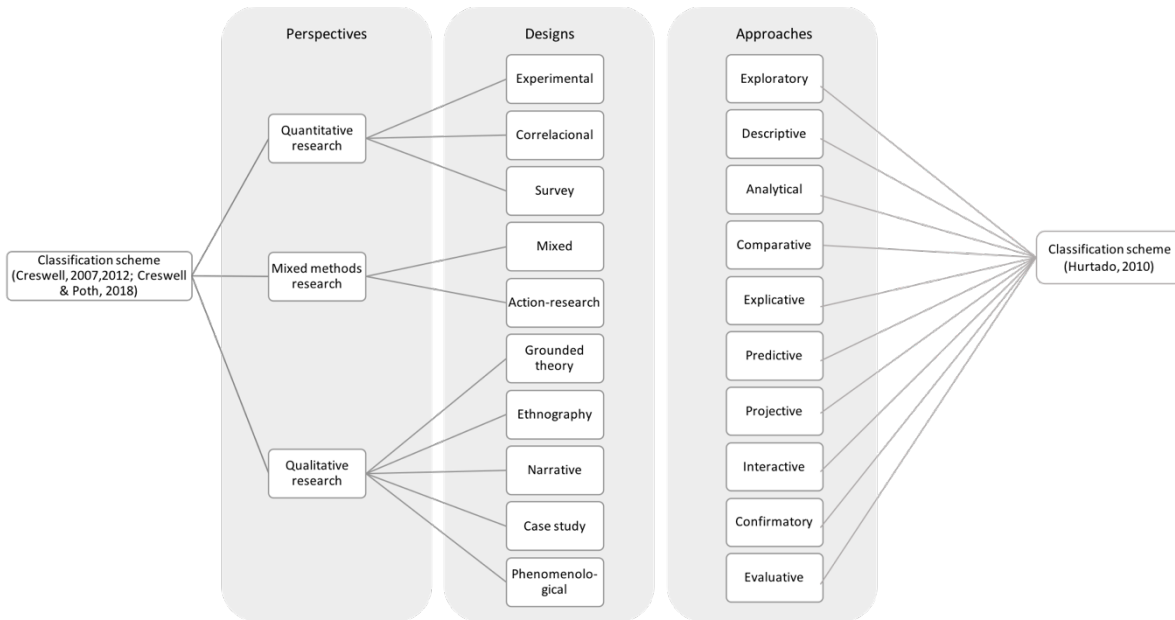 Perspectives
Designs
Approaches
Classification scheme
(Creswell, 2007,2012; Creswell
& Poth, 2018)
Quantitative
research
Mixed methods
research
Qualitative
research
Experimental
Correlacional
Survey
Mixed
Action-research
Grounded
theory
Ethnography
Narrative
Case study
Phenomenolo-
gical
Exploratory
Descriptive
Analytical
Comparative
Explicative
Predictive
Projective
Interactive
Confirmatory
Evaluative
Classification scheme
(Hurtado, 2010)